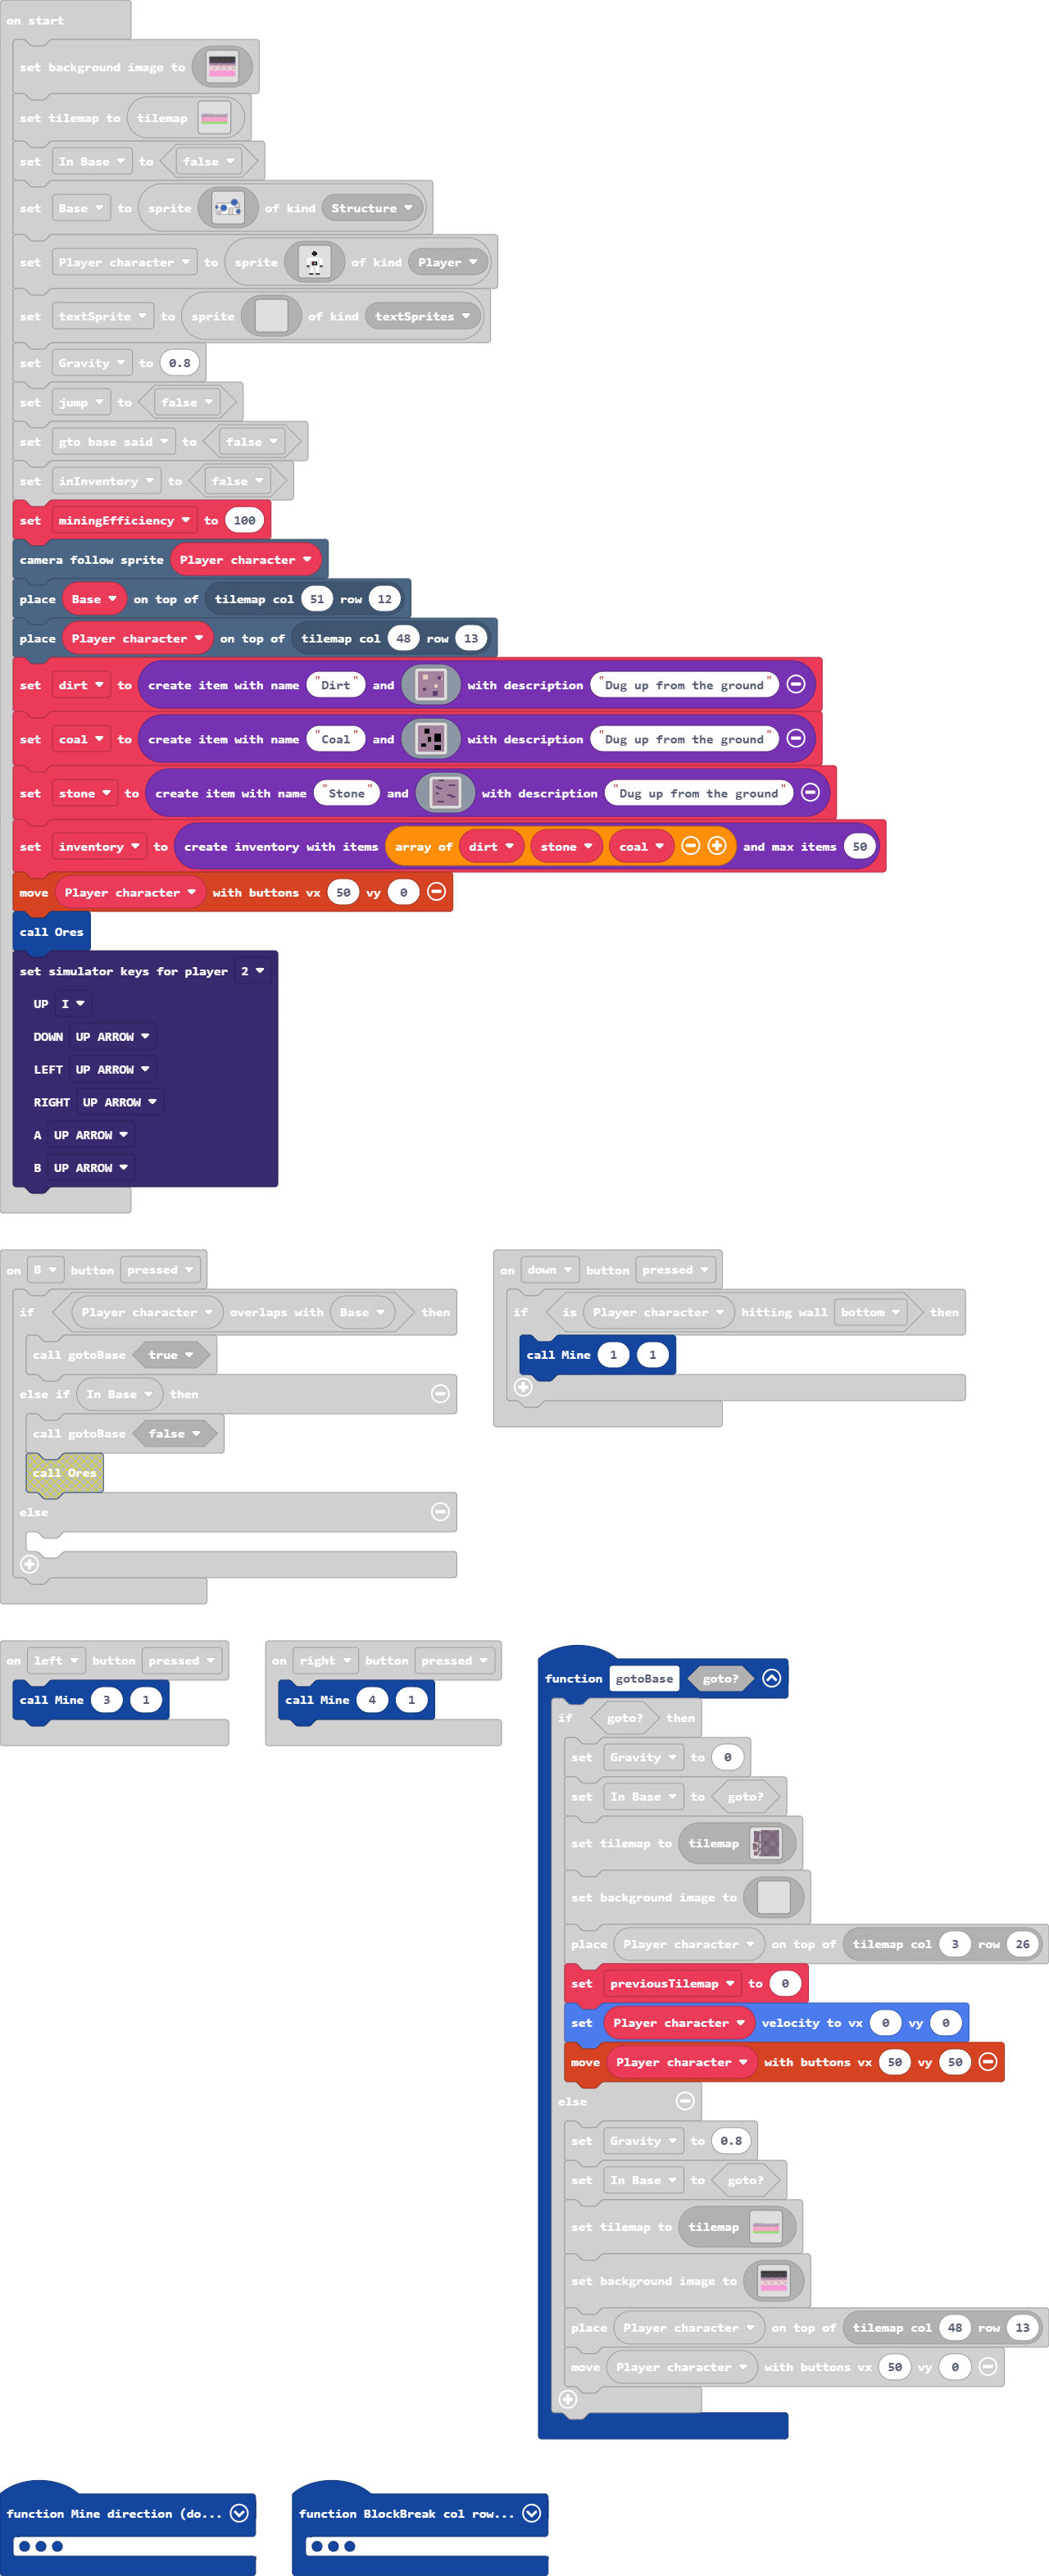 on start
set background image to
set tilemap to tilemap
set In Base to false
set Base to sprite of kind Structure
set Player character to sprite of kind Player
set textSprite to sprite of kind textSprites
set Gravity to 0.8
set jump to false
set gto base said to false
set inInventory to false
set miningEfficiency to 100
camera follow sprite Player character
place Base on top of tilemap col 51 row 12
place Player character on top of tilemap col 48 row 13
set dirt to create item with name "Dirt" and with description "Dug up from the ground"
set coal to create item with name "Coal" and with description "Dug up from the ground"
set stone to create item with name "Stone" and with description "Dug up from the ground"
set inventory to create inventory with items array of dirt stone coal and max items 50
move Player character with buttons vx 50 vy 0
call Ores
set simulator keys for player 2
UP I
DOWN UP ARROW
LEFT UP ARROW
RIGHT UP ARROW
A UP ARROW
B UP ARROW
on B button pressed
if Player character overlaps with Base then
call gotoBase true
else if In Base then
call gotoBase false
call Ores
else
on down button pressed
if is Player character hitting wall bottom then
call Mine 1 1
on left button pressed
call Mine 3 1
on right button pressed
call Mine 4 1
function gotoBase goto?
if goto? then
set Gravity to 0
set In Base to goto?
set tilemap to tilemap
set background image to
place Player character on top of tilemap col 3 row 26
set previousTilemap to 0
set Player character velocity to vx 0 vy 0
move Player character with buttons vx 50 vy 50
else
set Gravity to 0.8
set In Base to goto?
set tilemap to tilemap
set background image to
place Player character on top of tilemap col 48 row 13
move Player character with buttons vx 50 vy 0
function Mine direction (do...
function BlockBreak col row...